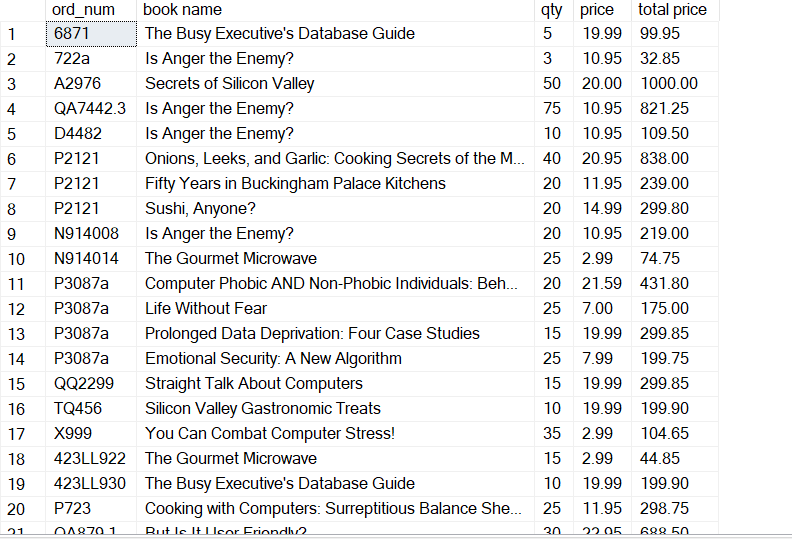 ord_num book name qty price total price
1 6871 The Busy Executive's Database Guide 5 19.99 99.95
2 722a Is Anger the Enemy? 3 10.95 32.85
3 A2976 Secrets of Silicon Valley 50 20.00 1000.00
4 QA7442.3 Is Anger the Enemy? 75 10.95 821.25
5 D4482 Is Anger the Enemy? 10 10.95 109.50
6 P2121 Onions, Leeks, and Garlic: Cooking Secrets of the M... 40 20.95 838.00
7 P2121 Fifty Years in Buckingham Palace Kitchens 20 11.95 239.00
8 P2121 Sushi, Anyone? 20 14.99 299.80
9 N914008 Is Anger the Enemy? 20 10.95 219.00
10 N914014 The Gourmet Microwave 25 2.99 74.75
11 P3087a Computer Phobic AND Non-Phobic Individuals: Beh... 20 21.59 431.80
12 P3087a Life Without Fear 25 7.00 175.00
13 P3087a Prolonged Data Deprivation: Four Case Studies 15 19.99 299.85
14 P3087a Emotional Security: A New Algorithm 25 7.99 199.75
15 QQ2299 Straight Talk About Computers 15 19.99 299.85
16 TQ456 Silicon Valley Gastronomic Treats 10 19.99 199.90
17 X999 You Can Combat Computer Stress! 35 2.99 104.65
18 423LL922 The Gourmet Microwave 15 2.99 44.85
19 423LL930 The Busy Executive's Database Guide 10 19.99 199.90
20 P723 Cooking with Computers: Surreptitious Balance She... 25 11.95 298.75
21 QA879.1 But Is It User Friendly? 30 22.95 688.50